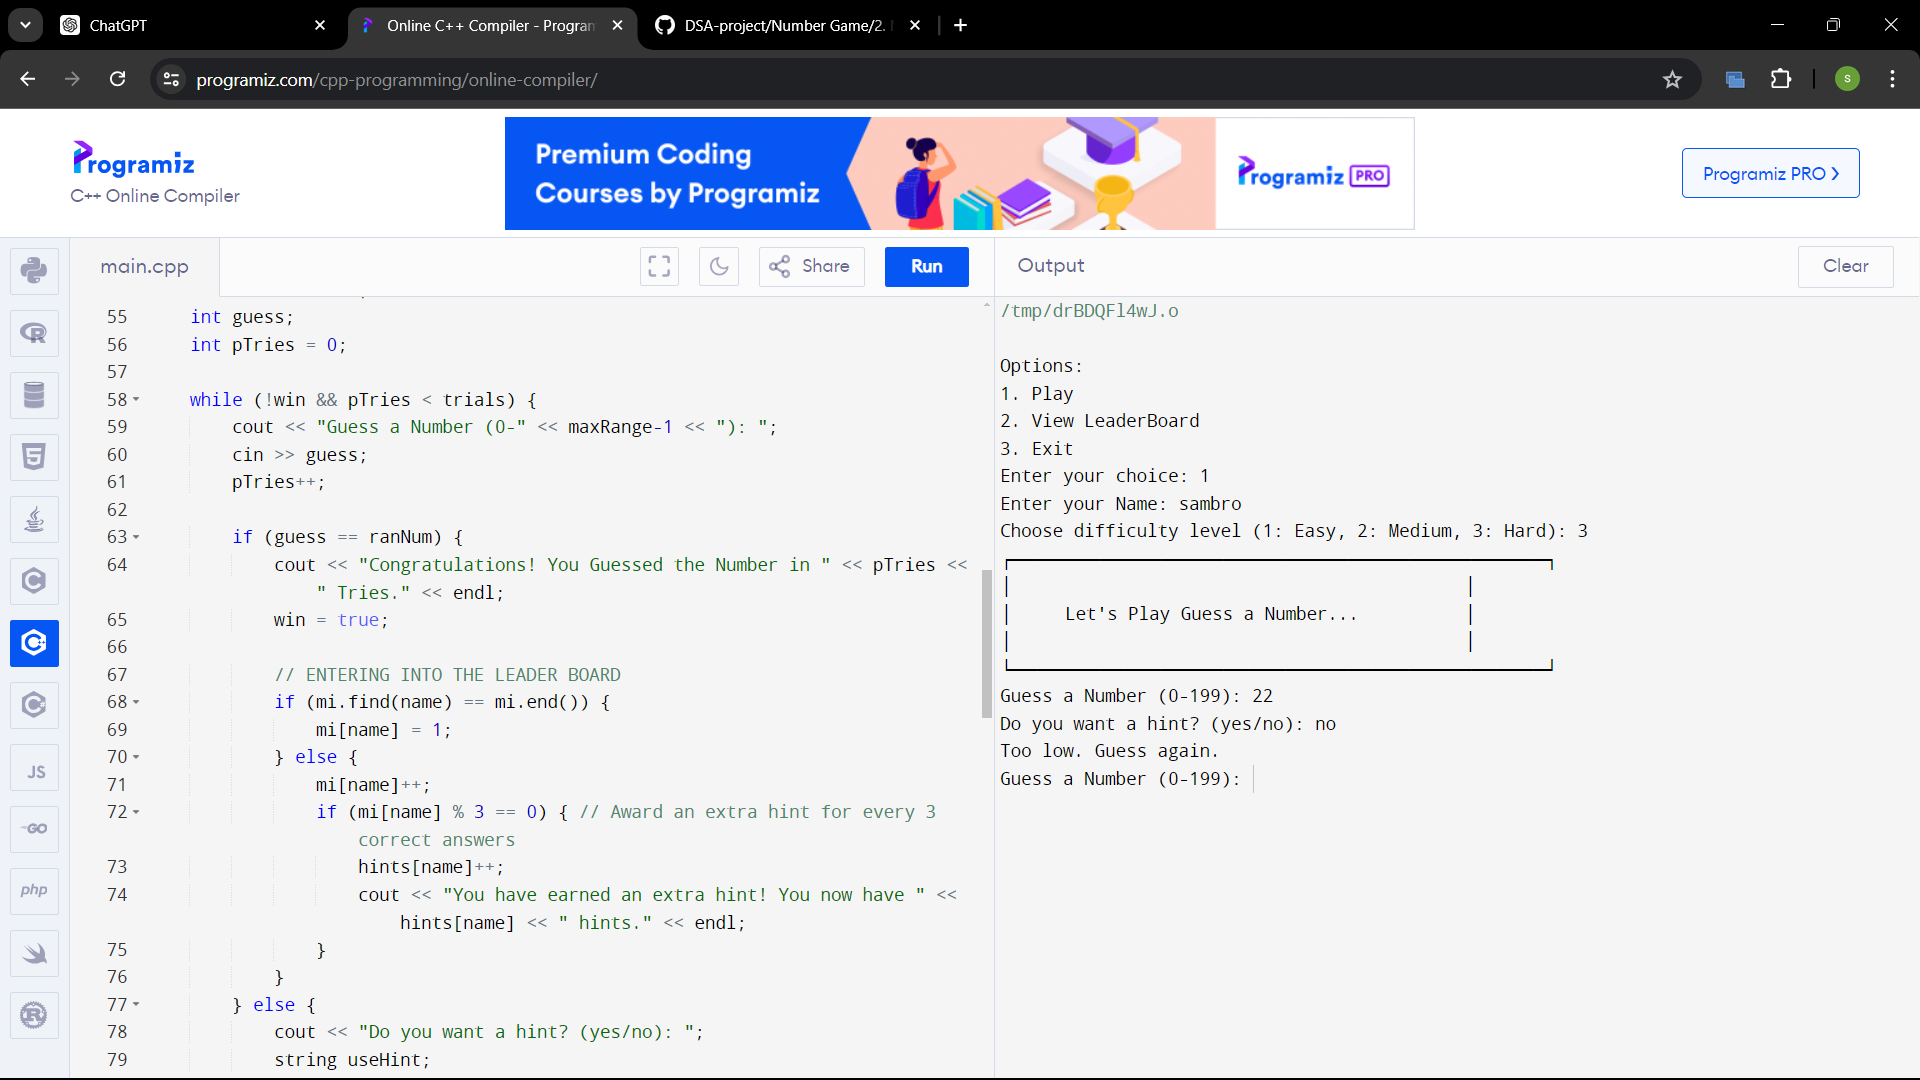 ChatGPT
Online C++ Compiler - Program
DSA-project/Number Game/2.
programiz.com/cpp-programming/online-compiler/
S
Programiz
C++ Online Compiler
Premium Coding
Courses by Programiz
Programiz PRO
Programiz PRO
main.cpp
Share
Run
Output
Clear
55 int guess;
56 int pTries = 0;
57
58 while (!win && pTries < trials) {
59 cout << "Guess a Number (0-" << maxRange-1 << "): ";
60 cin >> guess;
61 pTries++;
62
63 if (guess == ranNum) {
64 cout << "Congratulations! You Guessed the Number in " << pTries <<
" Tries." << endl;
65 win = true;
66
67 // ENTERING INTO THE LEADER BOARD
68 if (mi.find(name) == mi.end()) {
69 mi[name] = 1;
70 } else {
71 mi[name]++;
72 if (mi[name] % 3 == 0) { // Award an extra hint for every 3
correct answers
73 hints[name]++;
74 cout << "You have earned an extra hint! You now have " <<
hints[name] << " hints." << endl;
75 }
76 }
77 } else {
78 cout << "Do you want a hint? (yes/no): ";
79 string useHint;
/tmp/drBDQFl4wJ.o
Options:
1. Play
2. View LeaderBoard
3. Exit
Enter your choice: 1
Enter your Name: sambro
Choose difficulty level (1: Easy, 2: Medium, 3: Hard): 3
Let's Play Guess a Number...
Guess a Number (0-199): 22
Do you want a hint? (yes/no): no
Too low. Guess again.
Guess a Number (0-199):
R
5
C
C
JS
GO
php
R